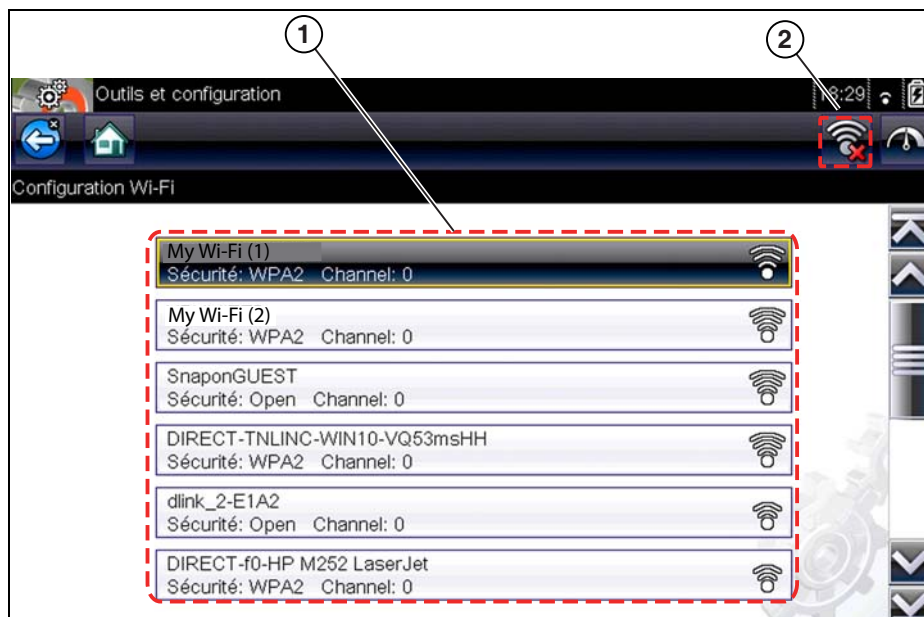 1
2
Outils et configuration
18:29
Configuration Wi-Fi
My Wi-Fi (1)
Sécurité: WPA2 Channel: 0
My Wi-Fi (2)
Sécurité: WPA2 Channel: 0
SnaponGUEST
Sécurité: Open Channel: 0
DIRECT-TNLINC-WIN10-VQ53msHH
Sécurité: WPA2 Channel: 0
dlink_2-E1A2
Sécurité: Open Channel: 0
DIRECT-f0-HP M252 LaserJet
Sécurité: WPA2 Channel: 0